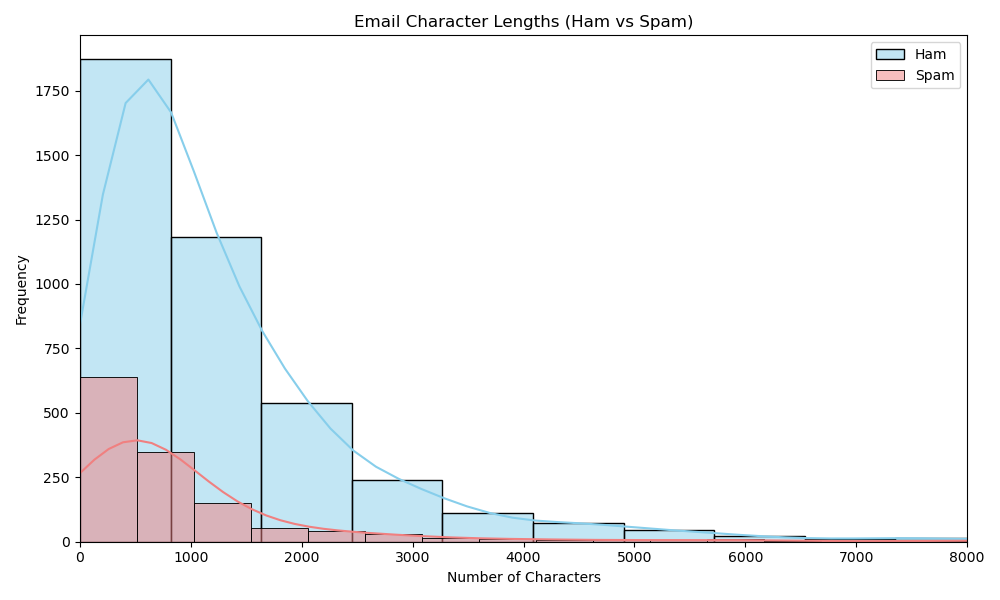 Email Character Lengths (Ham vs Spam)
Ham
Spam
Frequency
1750
1500
1250
1000
750
500
250
0
0 1000 2000 3000 4000 5000 6000 7000 8000
Number of Characters